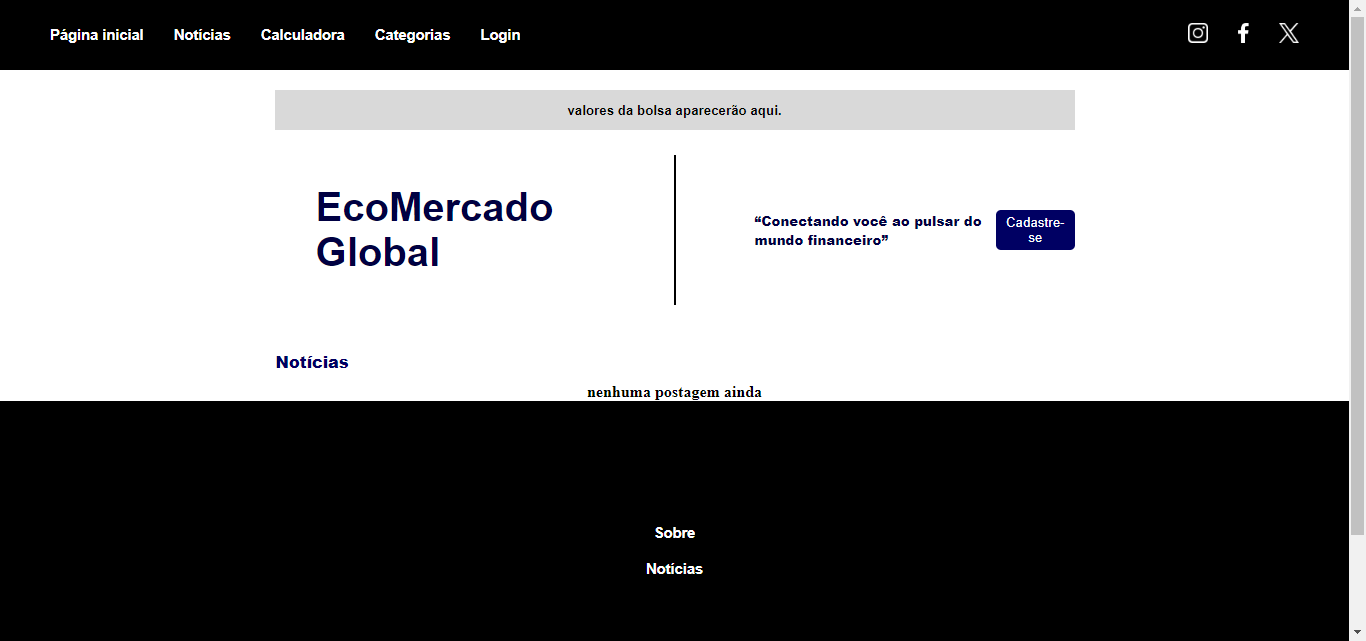 Página inicial Notícias Calculadora Categorias Login
valores da bolsa aparecerão aqui.
EcoMercado
Global
“Conectando você ao pulsar do
mundo financeiro”
Cadastre-
se
Notícias
nenhuma postagem ainda
Sobre
Notícias